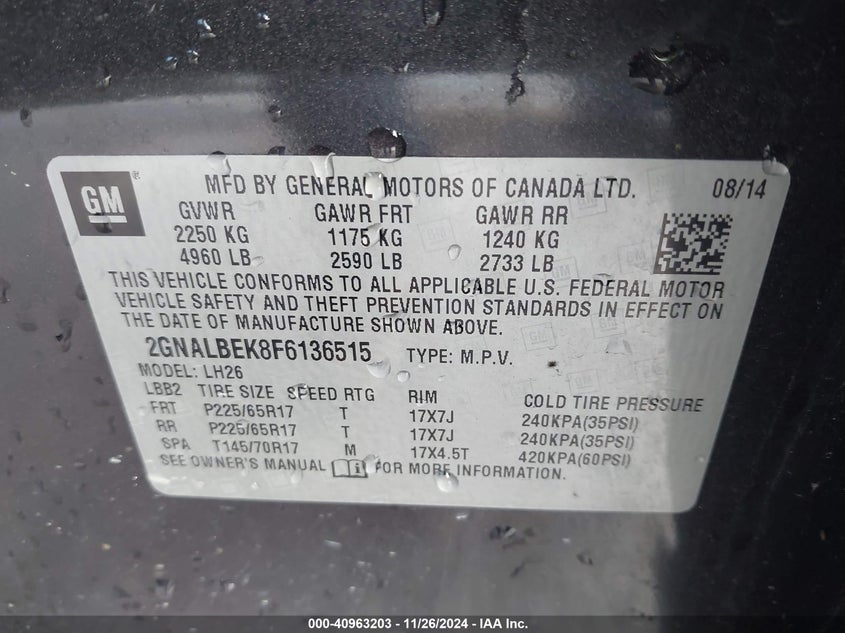 GM ®
MFD BY GENERAL MOTORS OF CANADA LTD. 08/14
GVWR GAWR FRT GAWR RR
2250 KG 1175 KG 1240 KG
4960 LB 2590 LB 2733 LB
THIS VEHICLE CONFORMS TO ALL APPLICABLE U.S. FEDERAL MOTOR
VEHICLE SAFETY AND THEFT PREVENTION STANDARDS IN EFFECT ON
THE DATE OF MANUFACTURE SHOWN ABOVE.
2GNALBEK8F6136515 TYPE: M.P.V.
MODEL: LH26
LBB2 TIRE SIZE SPEED RTG RIM COLD TIRE PRESSURE
FRT P225/65R17 T 17X7J 240KPA(35PSI)
RR P225/65R17 T 17X7J 240KPA(35PSI)
SPA T145/70R17 M 17X4.5T 420KPA(60PSI)
SEE OWNER'S MANUAL FOR MORE INFORMATION.
000-40963203 - 11/26/2024 - IAA Inc.